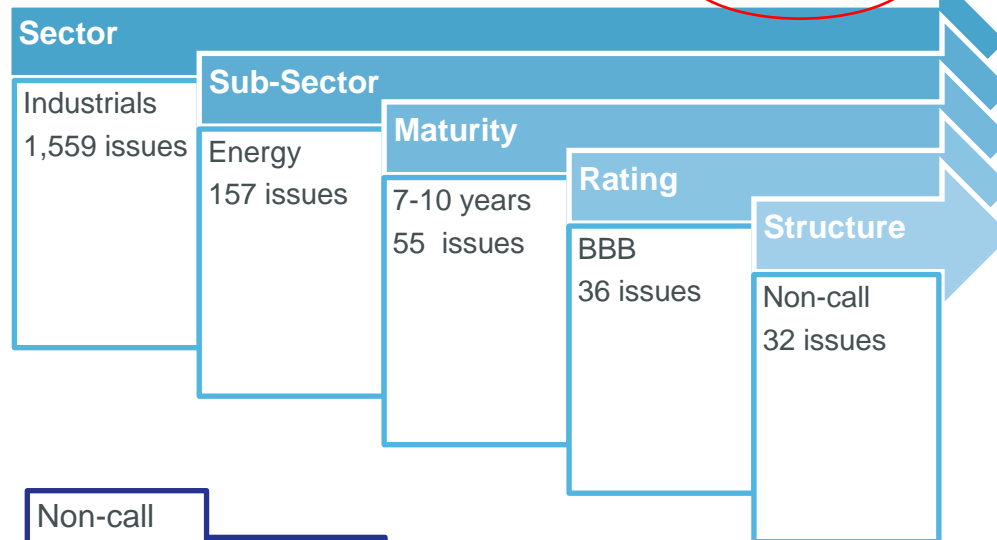 Sector
Industrials
1,559 issues
Sub-Sector
Energy
157 issues
Maturity
7-10 years
55 issues
Rating
BBB
36 issues
Structure
Non-call
32 issues
Non-call